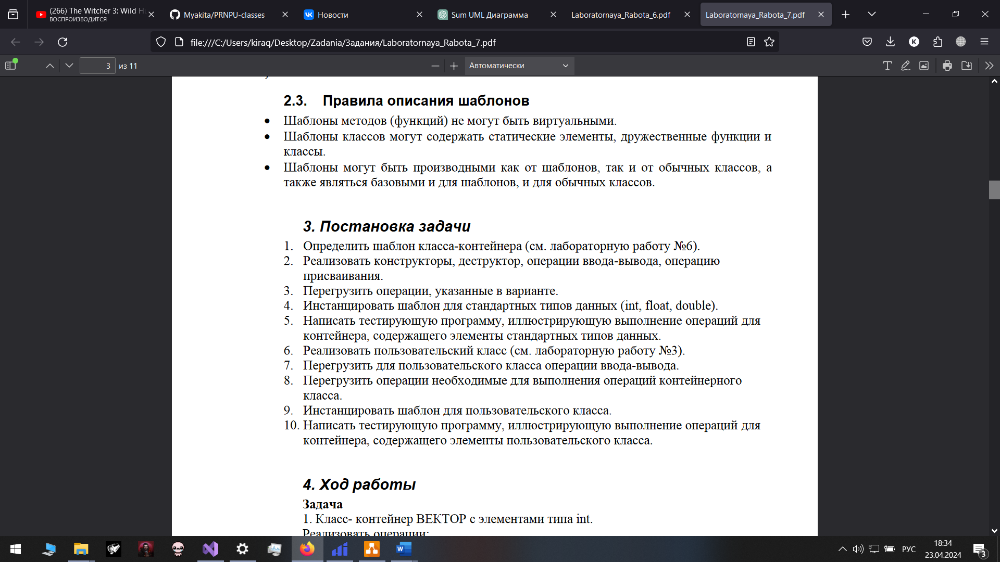 (266) The Witcher 3: Wild H
ВОСПРОИЗВОДИТСЯ
Myakita/PRNPU-classes
Новости
Sum UML Диаграмма
Laboratornaya_Rabota_6.pdf
Laboratornaya_Rabota_7.pdf
file:///C:/Users/kiraq/Desktop/Zadania/Задания/Laboratornaya_Rabota_7.pdf
K
3 из 11
Автоматически
2.3. Правила описания шаблонов
• Шаблоны методов (функций) не могут быть виртуальными.
• Шаблоны классов могут содержать статические элементы, дружественные функции и
классы.
• Шаблоны могут быть производными как от шаблонов, так и от обычных классов, а
также являться базовыми и для шаблонов, и для обычных классов.
3. Постановка задачи
1. Определить шаблон класса-контейнера (см. лабораторную работу №6).
2. Реализовать конструкторы, деструктор, операции ввода-вывода, операцию
присваивания.
3. Перегрузить операции, указанные в варианте.
4. Инстанцировать шаблон для стандартных типов данных (int, float, double).
5. Написать тестирующую программу, иллюстрирующую выполнение операций для
контейнера, содержащего элементы стандартных типов данных.
6. Реализовать пользовательский класс (см. лабораторную работу №3).
7. Перегрузить для пользовательского класса операции ввода-вывода.
8. Перегрузить операции необходимые для выполнения операций контейнерного
класса.
9. Инстанцировать шаблон для пользовательского класса.
10. Написать тестирующую программу, иллюстрирующую выполнение операций для
контейнера, содержащего элементы пользовательского класса.
4. Ход работы
Задача
1. Класс- контейнер ВЕКТОР с элементами типа int.
Реализовать операции:
РУС
18:34
23.04.2024
3